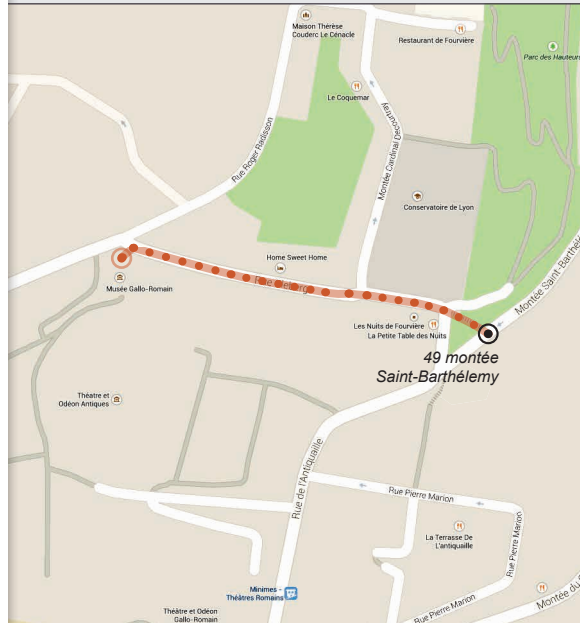 Maison Thérèse
Couderc Le Cénacle
Restaurant de Fourvière
Parc des Hauteurs
Le Coquemar
Rue Roger Radisson
Montée Cardinal Decourtray
Conservatoire de Lyon
Home Sweet Home
Musée Gallo-Romain
Les Nuits de Fourvière
La Petite Table des Nuits
49 montée
Saint-Barthélemy
Théatre et
Odéon Antiques
Rue de l'Antiquaille
Rue Pierre Marion
La Terrasse De
L'antiquaille
Rue Pierre Marion
Minimes -
Théâtres Romains
Théâtre et Odéon
Gallo-Romain
Rue Pierre Marion
Montée du